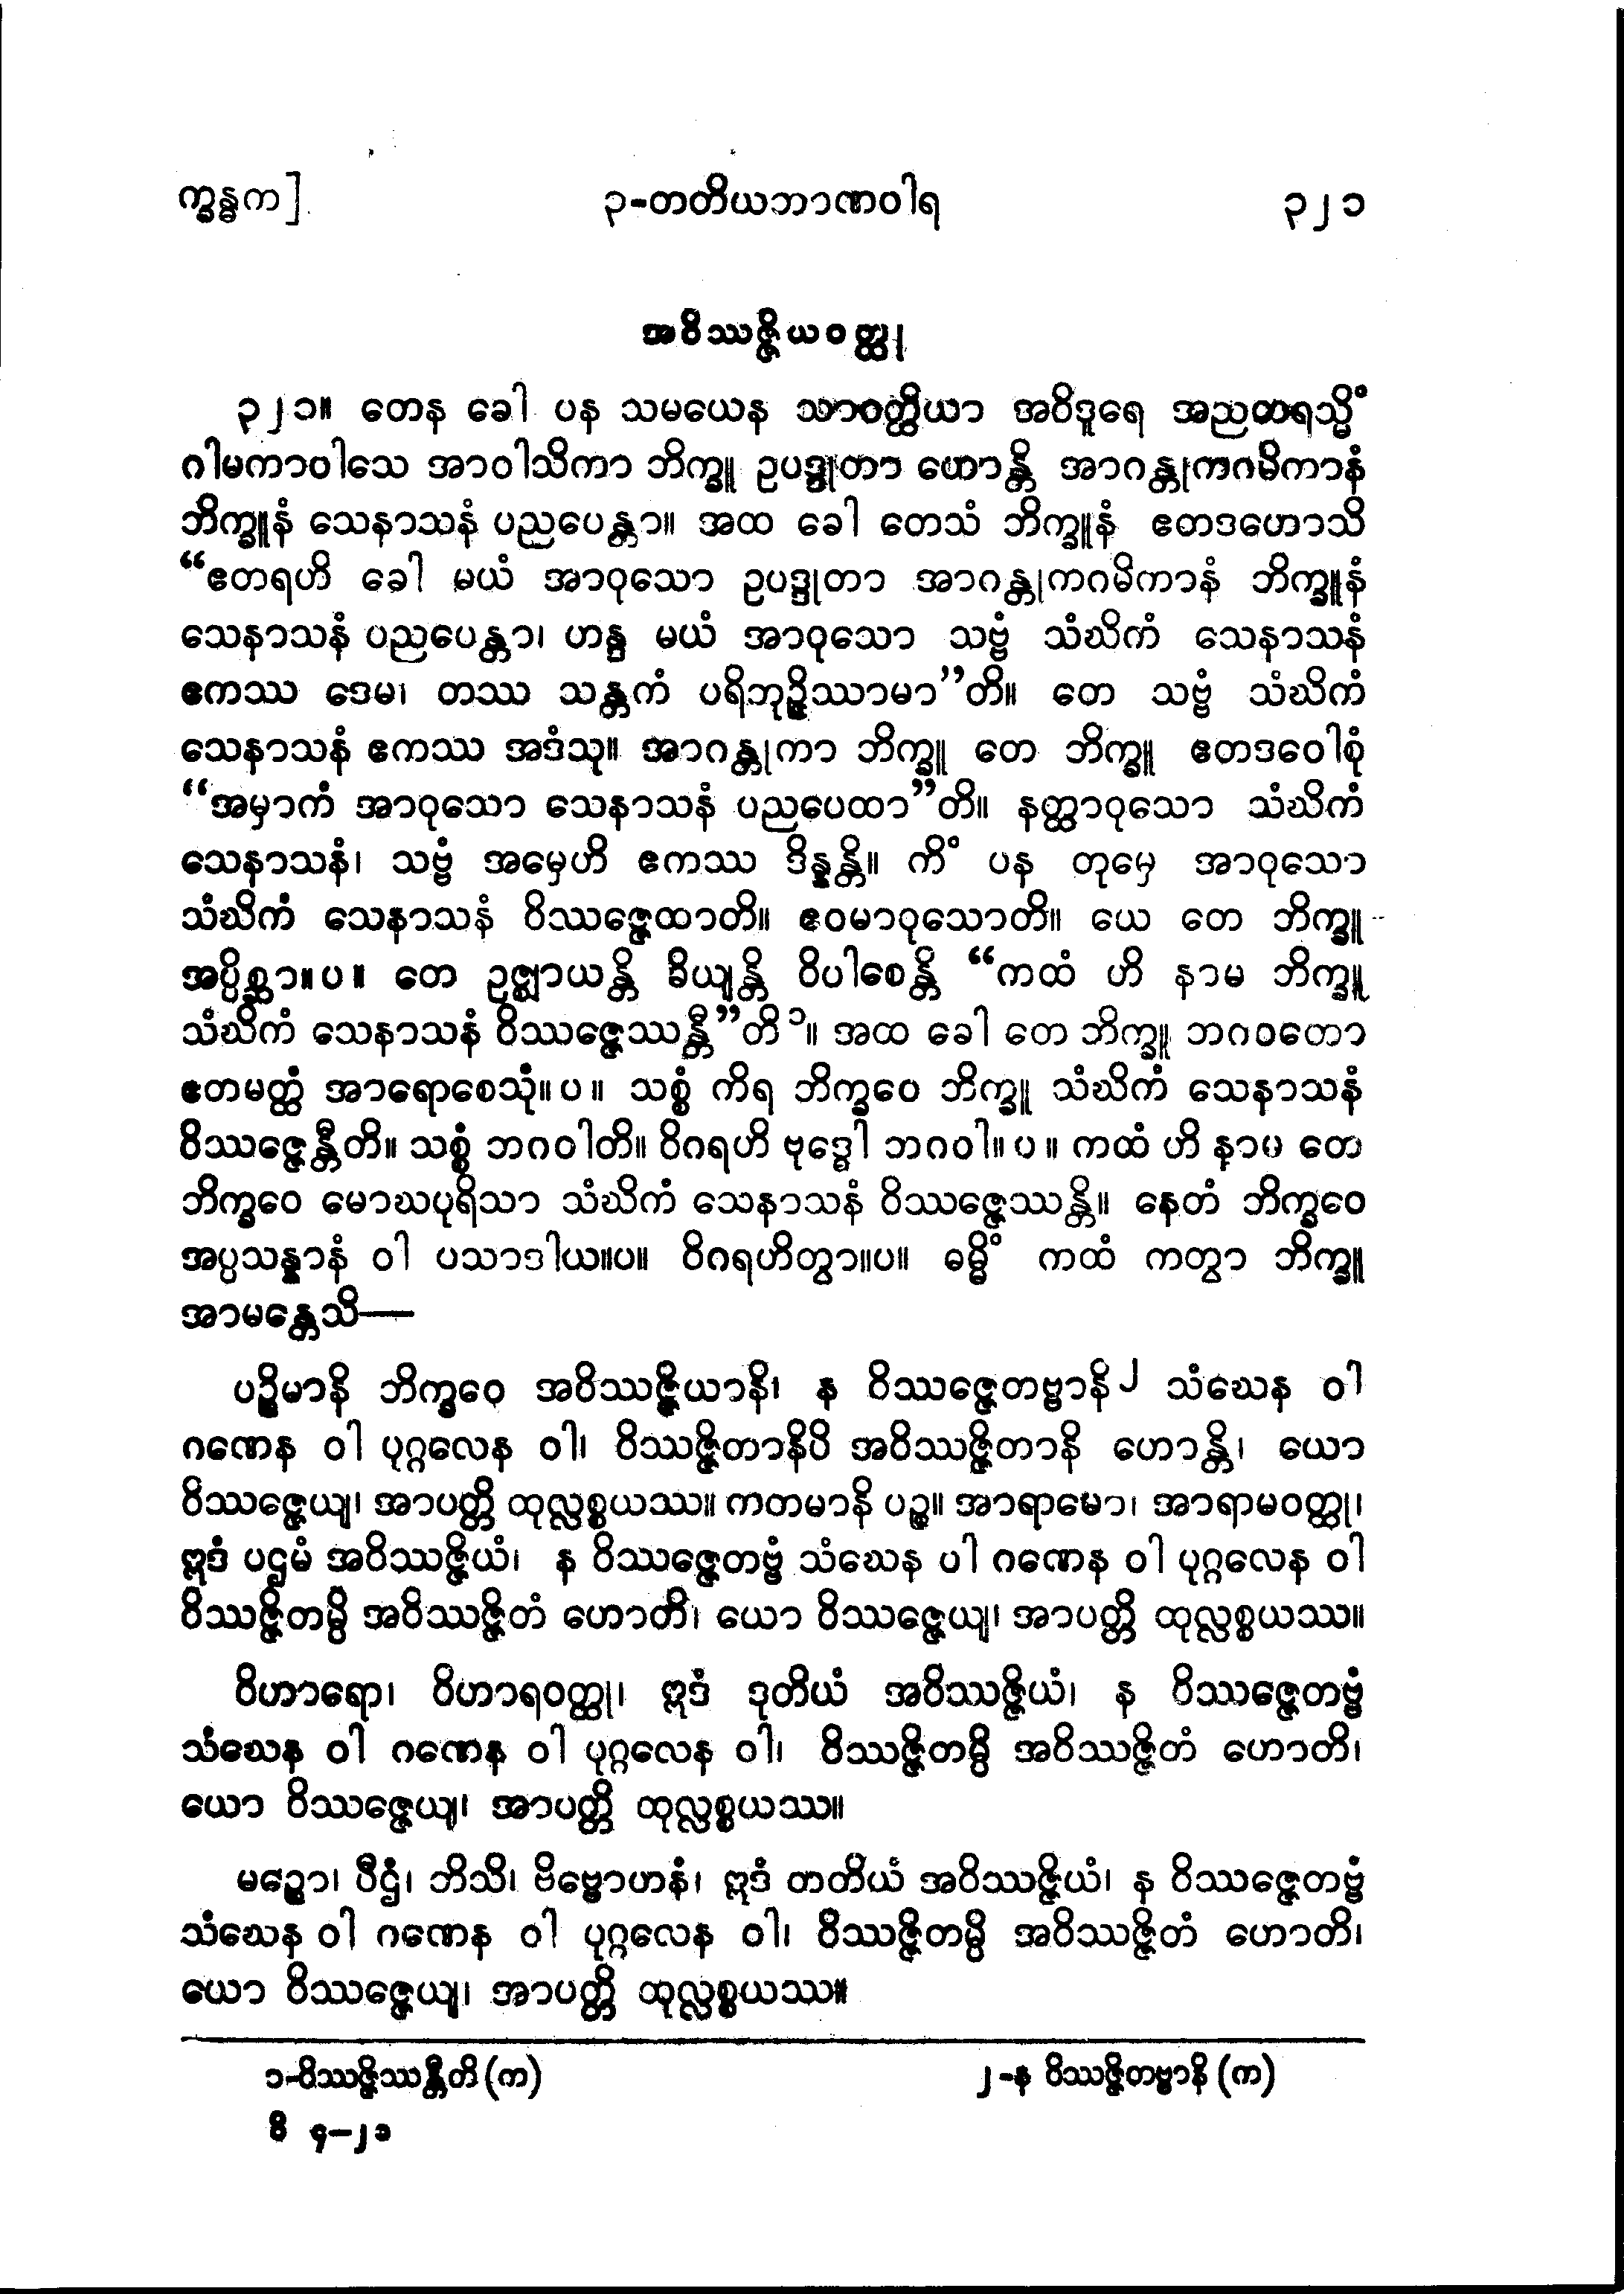 က္ခန္ဓက]
၃-တတိယဘာဏဝါရ
၃၂၁
အဝိဿဇ္ဇိယဝတ္ထု
၃၂၁။ တေန ခေါ ပန သမယေန သာဝတ္ထိယာ အဝိဒူရေ အညတရသ္မိံ
ဂါမကာဝါသေ အာဝါသိကာ ဘိက္ခူ ဥပဒ္ဒုတာ ဟောန္တိ အာဂန္တုကဂမိကာနံ
ဘိက္ခူနံ သေနာသနံ ပညပေန္တာ။ အထ ခေါ တေသံ ဘိက္ခူနံ ဧတဒဟောသိ
“ဧတရဟိ ခေါ မယံ အာဝုသော ဥပဒ္ဒုတာ အာဂန္တုကဂမိကာနံ ဘိက္ခူနံ
သေနာသနံ ပညပေန္တာ၊ ဟန္ဒ မယံ အာဝုသော သဗ္ဗံ သံဃိကံ သေနာသနံ
ဧကဿ ဒေမ၊ တဿ သန္တကံ ပရိဘုဉ္ဇိဿာမာ”တိ။ တေ သဗ္ဗံ သံဃိကံ
သေနာသနံ ဧကဿ အဒံသု။ အာဂန္တုကာ ဘိက္ခူ တေ ဘိက္ခူ ဧတဒဝေါစုံ
“အမှာကံ အာဝုသော သေနာသနံ ပညပေထာ”တိ။ နတ္ထာဝုသော သံဃိကံ
သေနာသနံ၊ သဗ္ဗံ အမှေဟိ ဧကဿ ဒိန္နန္တိ။ ကိံ ပန တုမှေ အာဝုသော
သံဃိကံ သေနာသနံ ဝိဿဇ္ဇေထာတိ။ ဧဝမာဝုသောတိ။ ယေ တေ ဘိက္ခူ
အပ္ပိစ္ဆာ။ပ။ တေ ဥဇ္ဈာယန္တိ ခိယျန္တိ ဝိပါစေန္တိ “ကထံ ဟိ နာမ ဘိက္ခူ
သံဃိကံ သေနာသနံ ဝိဿဇ္ဇေဿန္တီ”တိ၁။ အထ ခေါ တေ ဘိက္ခူ ဘဂဝတော
ဧတမတ္ထံ အာရောစေသုံ။ပ။ သစ္စံ ကိရ ဘိက္ခဝေ ဘိက္ခူ သံဃိကံ သေနာသနံ
ဝိဿဇ္ဇေန္တီတိ။ သစ္စံ ဘဂဝါတိ။ ဝိဂရဟိ ဗုဒ္ဓေါ ဘဂဝါ။ပ။ ကထံ ဟိ နာမ တေ
ဘိက္ခဝေ မောဃပုရိသာ သံဃိကံ သေနာသနံ ဝိဿဇ္ဇေဿန္တိ။ နေတံ ဘိက္ခဝေ
အပ္ပသန္နာနံ ဝါ ပသာဒါယ။ပ။ ဝိဂရဟိတွာ။ပ။ ဓမ္မိံ ကထံ ကတွာ ဘိက္ခူ
အာမန္တေသိ—
ပဉ္စိမာနိ ဘိက္ခဝေ အဝိဿဇ္ဇိယာနိ၊ န ဝိဿဇ္ဇေတဗ္ဗာနိ၂ သံဃေန ဝါ
ဂဏေန ဝါ ပုဂ္ဂလေန ဝါ၊ ဝိဿဇ္ဇိတာနိပိ အဝိဿဇ္ဇိတာနိ ဟောန္တိ၊ ယော
ဝိဿဇ္ဇေယျ၊ အာပတ္တိ ထုလ္လစ္စယဿ။ ကတမာနိ ပဉ္စ။ အာရာမော၊ အာရာမဝတ္ထု၊
ဣဒံ ပဌမံ အဝိဿဇ္ဇိယံ၊ န ဝိဿဇ္ဇေတဗ္ဗံ သံဃေန ပါ ဂဏေန ဝါ ပုဂ္ဂလေန ဝါ
ဝိဿဇ္ဇိတမ္ပိ အဝိဿဇ္ဇိတံ ဟောတိ၊ ယော ဝိဿဇ္ဇေယျ၊ အာပတ္တိ ထုလ္လစ္စယဿ။
ဝိဟာရော၊ ဝိဟာရဝတ္ထု၊ ဣဒံ ဒုတိယံ အဝိဿဇ္ဇိယံ၊ န ဝိဿဇ္ဇေတဗ္ဗံ
သံဃေန ဝါ ဂဏေန ဝါ ပုဂ္ဂလေန ဝါ၊ ဝိဿဇ္ဇိတမ္ပိ အဝိဿဇ္ဇိတံ ဟောတိ၊
ယော ဝိဿဇ္ဇေယျ၊ အာပတ္တိ ထုလ္လစ္စယဿ။
မဉ္စော၊ ပီဌံ၊ ဘိသိ၊ ဗိဗ္ဗောဟနံ၊ ဣဒံ တတိယံ အဝိဿဇ္ဇိယံ၊ န ဝိဿဇ္ဇေတဗ္ဗံ
သံဃေန ဝါ ဂဏေန ဝါ ပုဂ္ဂလေန ဝါ၊ ဝိဿဇ္ဇိတမ္ပိ အဝိဿဇ္ဇိတံ ဟောတိ၊
ယော ဝိဿဇ္ဇေယျ၊ အာပတ္တိ ထုလ္လစ္စယဿ။
၁-ဝိဿဇ္ဇိဿန္တီတိ (က)
၂-န ဝိဿဇ္ဇိတဗ္ဗာနိ (က)
ဝိ ၄–၂၁